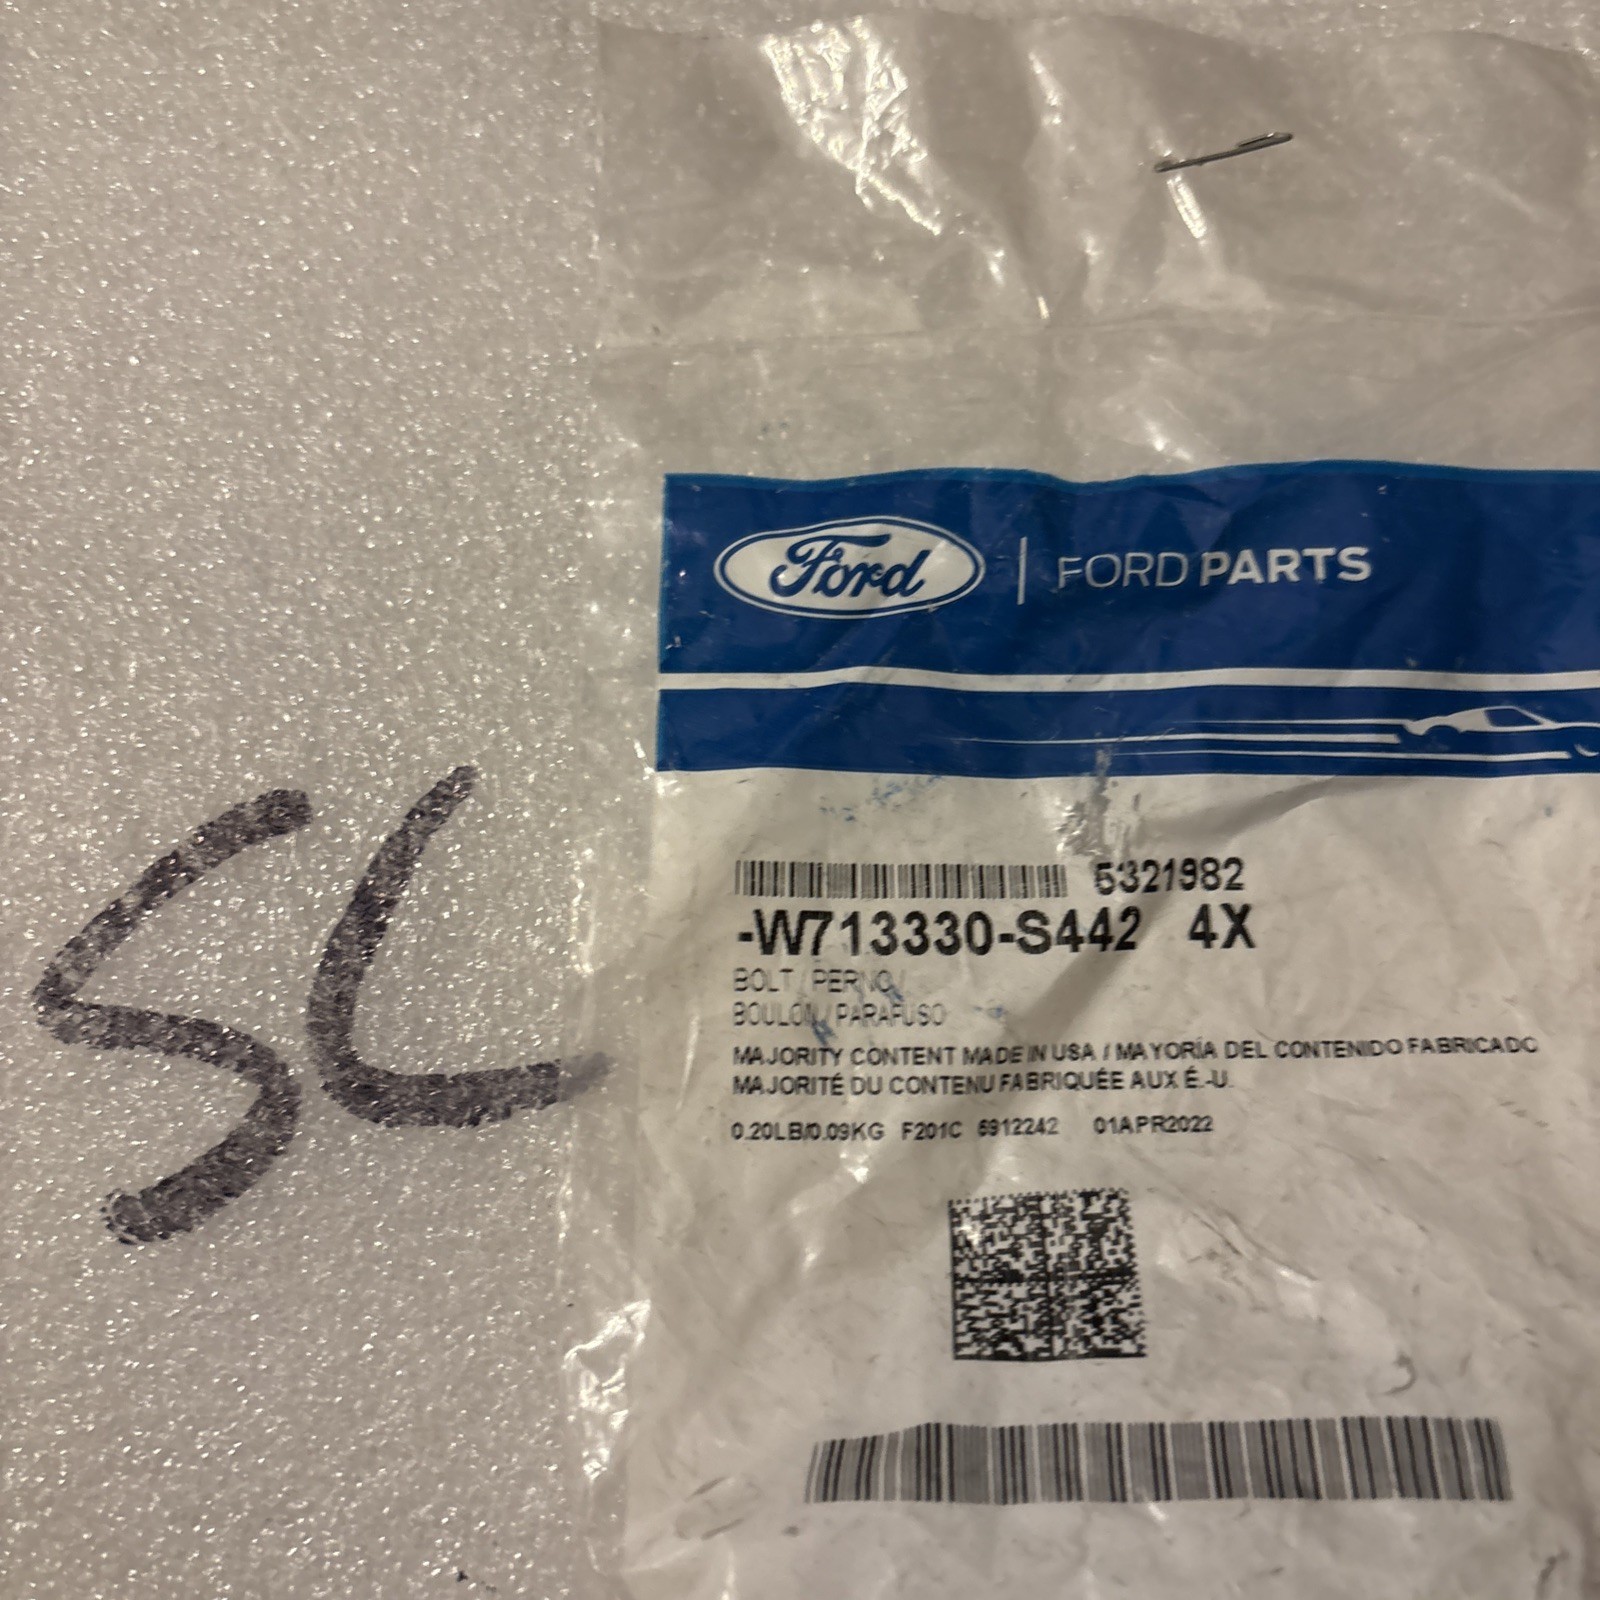 SL
Ford | FORD PARTS
5321982
-W713330-S442 4X
BOLT / PERNO /
BOULON / PARAFUSO
MAJORITY CONTENT MADE IN USA / MAYORÍA DEL CONTENIDO FABRICADO
MAJORITÉ DU CONTENU FABRIQUÉE AUX É.-U.
0.20LB/0.09KG F201C 6912242 01APR2022